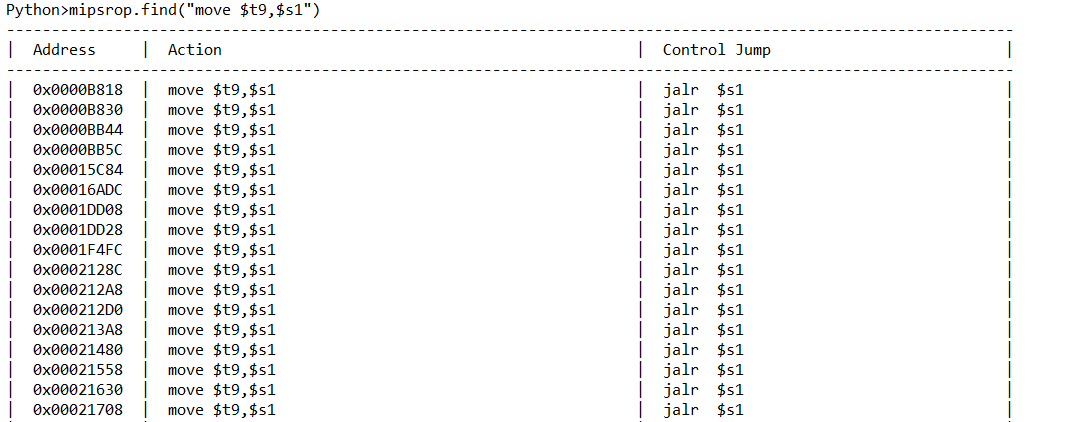 Python>mipsrop.find("move $t9,$s1")
----------------------------------------------------------------------------------------------------------------
|  Address     |  Action                                                |  Control Jump                          |
----------------------------------------------------------------------------------------------------------------
|  0x0000B818  |  move $t9,$s1                                          |  jalr  $s1                             |
|  0x0000B830  |  move $t9,$s1                                          |  jalr  $s1                             |
|  0x0000BB44  |  move $t9,$s1                                          |  jalr  $s1                             |
|  0x0000BB5C  |  move $t9,$s1                                          |  jalr  $s1                             |
|  0x00015C84  |  move $t9,$s1                                          |  jalr  $s1                             |
|  0x00016ADC  |  move $t9,$s1                                          |  jalr  $s1                             |
|  0x0001DD08  |  move $t9,$s1                                          |  jalr  $s1                             |
|  0x0001DD28  |  move $t9,$s1                                          |  jalr  $s1                             |
|  0x0001F4FC  |  move $t9,$s1                                          |  jalr  $s1                             |
|  0x0002128C  |  move $t9,$s1                                          |  jalr  $s1                             |
|  0x000212A8  |  move $t9,$s1                                          |  jalr  $s1                             |
|  0x000212D0  |  move $t9,$s1                                          |  jalr  $s1                             |
|  0x000213A8  |  move $t9,$s1                                          |  jalr  $s1                             |
|  0x00021480  |  move $t9,$s1                                          |  jalr  $s1                             |
|  0x00021558  |  move $t9,$s1                                          |  jalr  $s1                             |
|  0x00021630  |  move $t9,$s1                                          |  jalr  $s1                             |
|  0x00021708  |  move $t9,$s1                                          |  jalr  $s1                             |